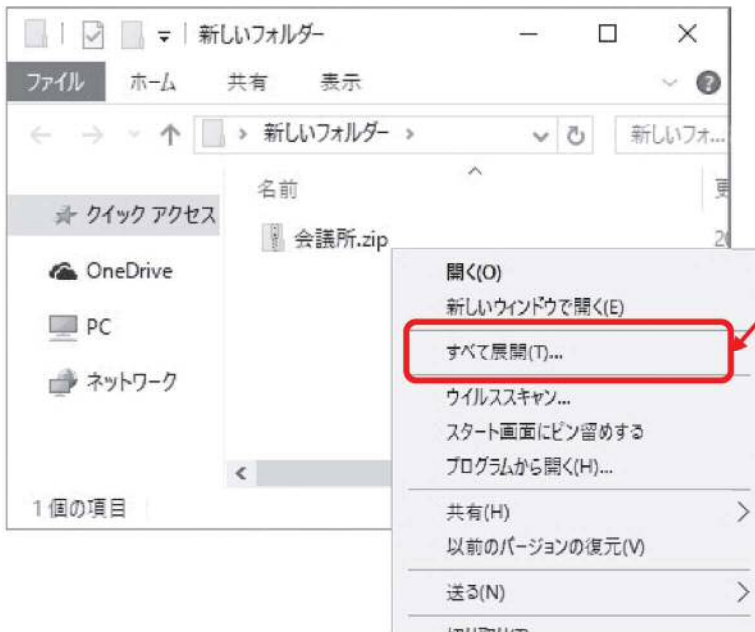 新しいフォルダー
ファイル ホーム 共有 表示
新しいフォルダー 新しいフォ...
名前 更
クイック アクセス
会議所.zip 20
OneDrive
PC
ネットワーク
1 個の項目
開く(O)
新しいウィンドウで開く(E)
すべて展開(T)...
ウイルススキャン...
スタート画面にピン留めする
プログラムから開く(H)...
共有(H)
以前のバージョンの復元(V)
送る(N)